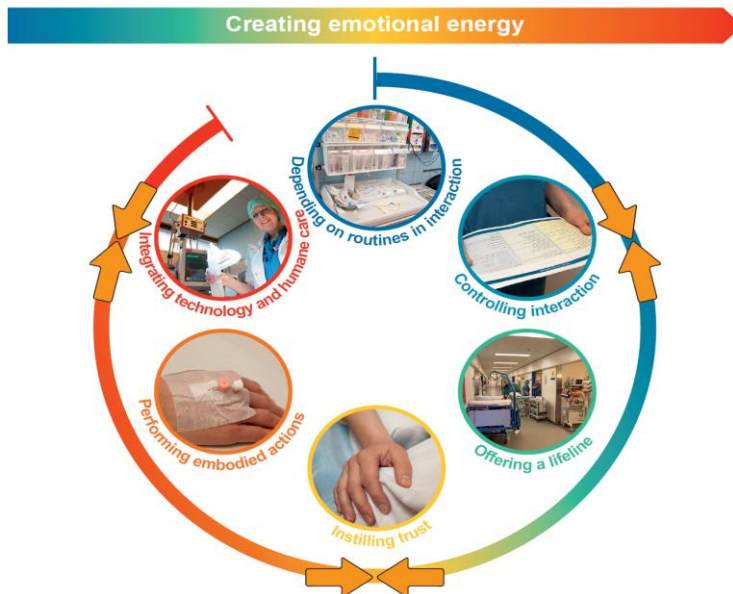 Creating emotional energy
Depending on routines in interaction
Controlling interaction
Offering a lifeline
Instilling trust
Performing embodied actions
Integrating technology and humane care